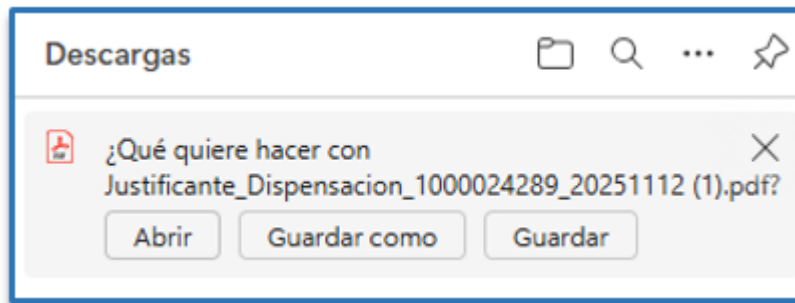 Descargas
¿Qué quiere hacer con
Justificante_Dispensacion_1000024289_20251112 (1).pdf?
Abrir Guardar como Guardar